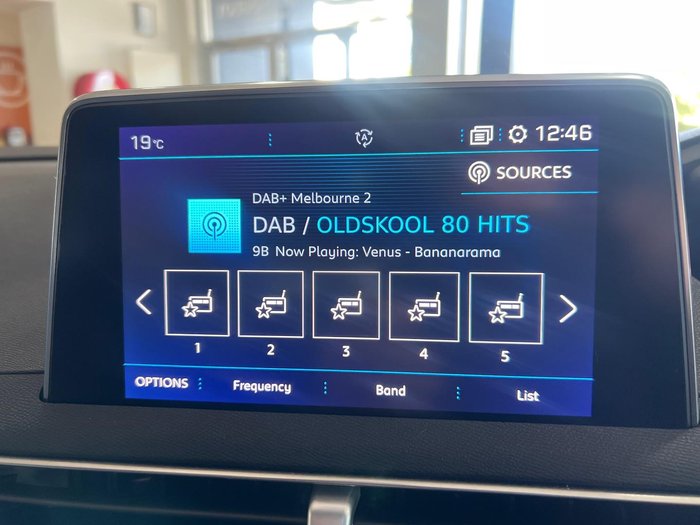 19°C
A
12:46
SOURCES
DAB+ Melbourne 2
DAB / OLDSKOOL 80 HITS
9B Now Playing: Venus - Bananarama
1 2 3 4 5
OPTIONS Frequency Band List